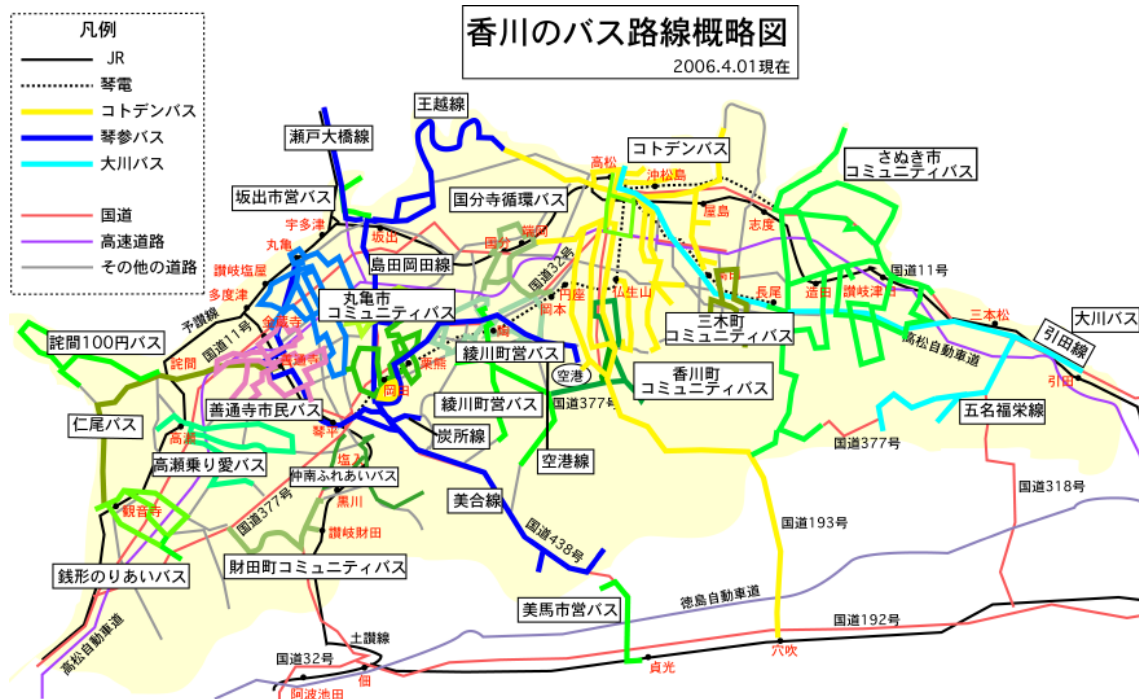 香川のバス路線概略図
2006.4.01現在
凡例
JR
琴電
コトデンバス
琴参バス
大川バス
国道
高速道路
その他の道路
王越線
瀬戸大橋線
コトデンバス
さぬき市
コミュニティバス
高松
沖松島
坂出市営バス
国分寺循環バス
屋島
志度
宇多津
坂出
国分
端岡
丸亀
島田岡田線
国道32号
讃岐塩屋
多度津
円座
岡本
仏生山
長尾
造田
讃岐津田
国道11号
丸亀市
コミュニティバス
予讃線
国道11号
金蔵寺
三木町
コミュニティバス
三本松
高松自動車道
引田線
大川バス
引田
詫間100円バス
詫間
善通寺
栗熊
綾川町営バス
空港
香川町
コミュニティバス
岡田
綾川町営バス
国道377号
五名福栄線
善通寺市民バス
仁尾バス
琴平
炭所線
空港線
国道377号
高瀬
高瀬乗り愛バス
塩入
仲南ふれあいバス
黒川
美合線
国道318号
観音寺
国道377号
讃岐財田
国道193号
国道438号
銭形のりあいバス
財田町コミュニティバス
美馬市営バス
徳島自動車道
高松自動車道
土讃線
国道192号
国道32号
佃
貞光
穴吹
阿波池田